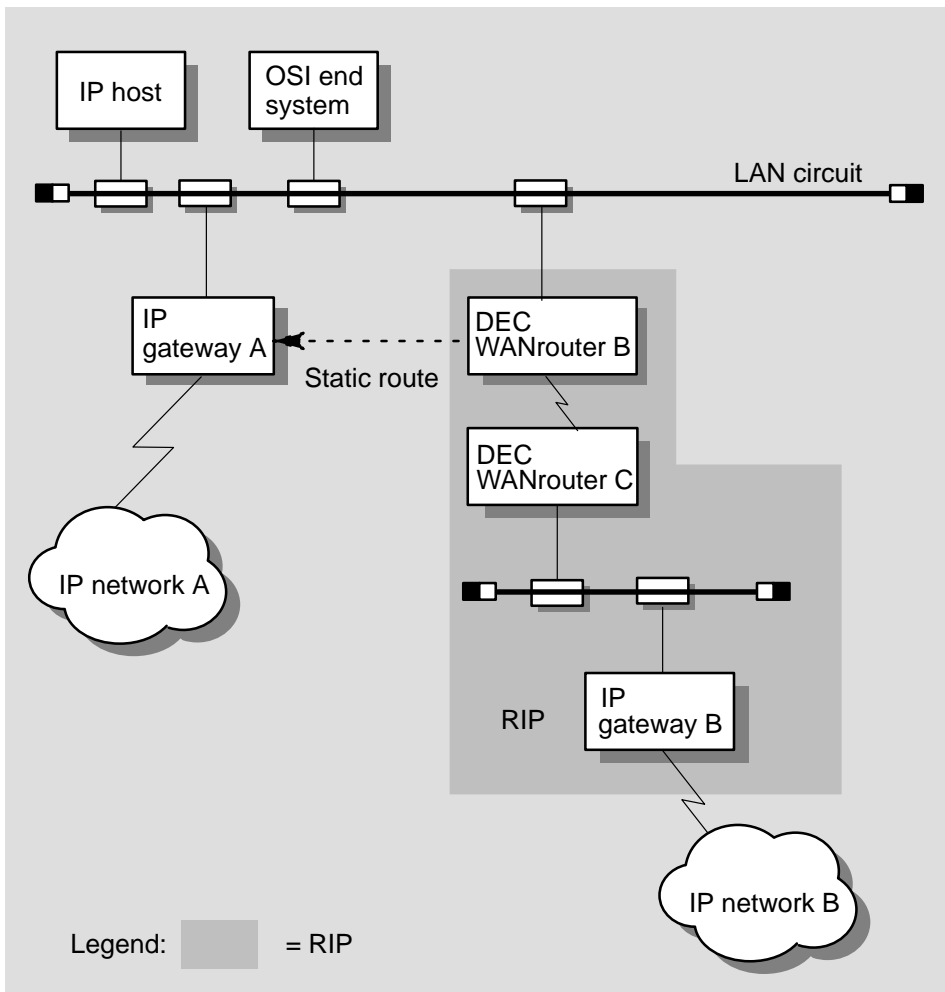 IP host
OSI end
system
LAN circuit
IP
gateway A
Static route
DEC
WANrouter B
DEC
WANrouter C
IP network A
RIP
IP
gateway B
IP network B
Legend:
= RIP